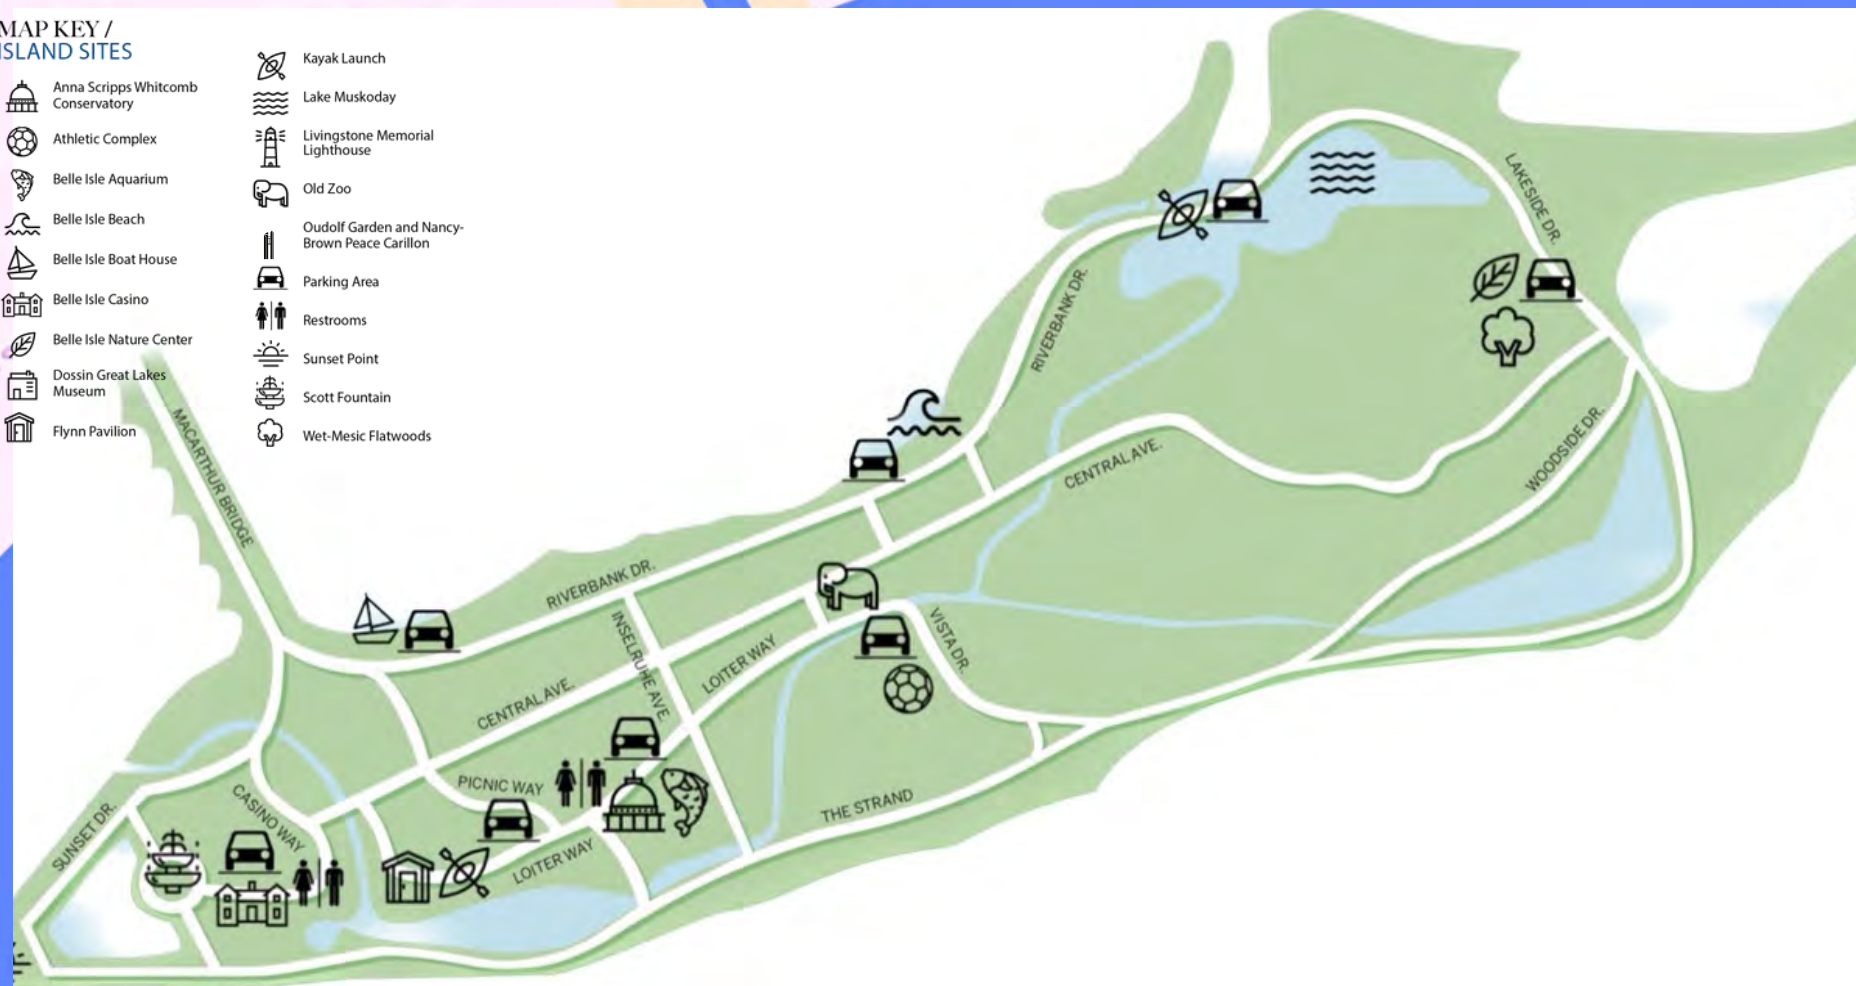 MAP KEY /
ISLAND SITES
Anna Scripps Whitcomb
Conservatory
Athletic Complex
Belle Isle Aquarium
Belle Isle Beach
Belle Isle Boat House
Belle Isle Casino
Belle Isle Nature Center
Dossin Great Lakes
Museum
Flynn Pavilion
Kayak Launch
Lake Muskoday
Livingstone Memorial
Lighthouse
Old Zoo
Oudolf Garden and Nancy-
Brown Peace Carillon
Parking Area
Restrooms
Sunset Point
Scott Fountain
Wet-Mesic Flatwoods
LAKESIDE DR.
RIVERBANK DR.
MACARTHUR BRIDGE
CENTRAL AVE.
WOODSIDE DR.
RIVERBANK DR.
INSELRUHE AVE.
VISTA DR.
LOITER WAY
CENTRAL AVE.
PICNIC WAY
CASINO WAY
SUNSET DR.
THE STRAND
LOITER WAY